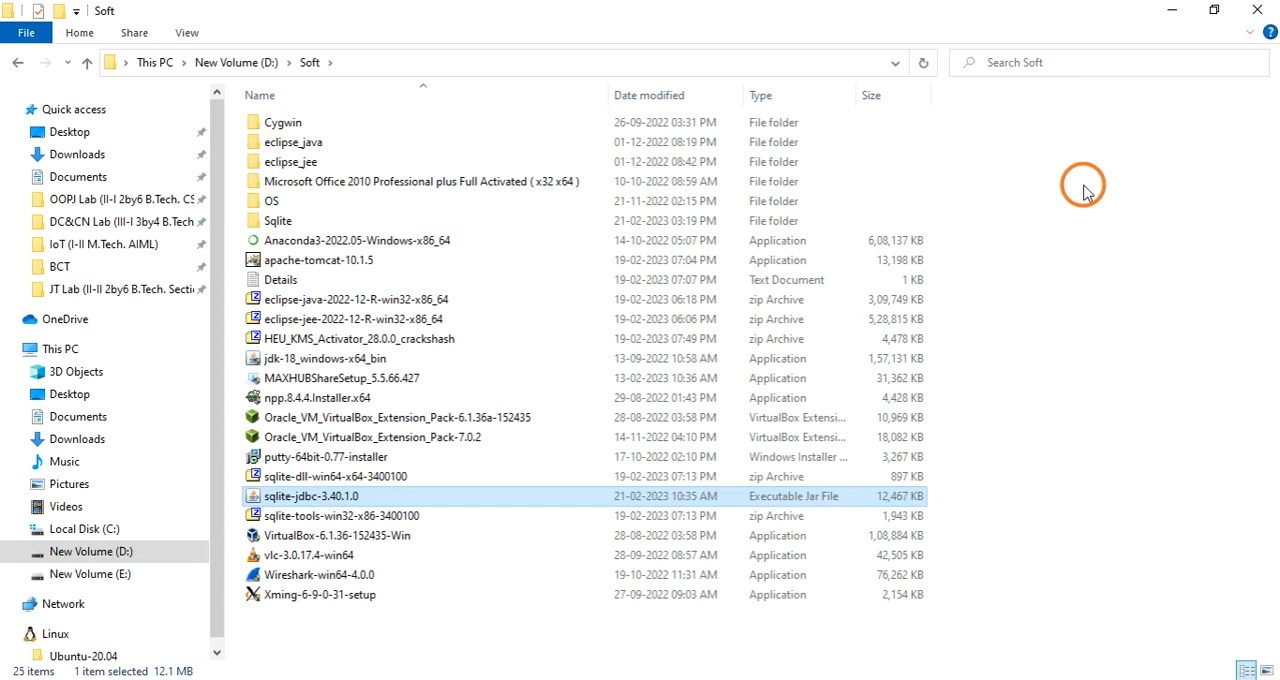 Soft
File Home Share View
This PC New Volume (D:) Soft
Search Soft
Quick access
Desktop
Downloads
Documents
OOPJ Lab (II-I 2by6 B.Tech. CS
DC&CN Lab (III-I 3by4 B.Tech
IoT (I-II M.Tech. AIML)
BCT
JT Lab (II-II 2by6 B.Tech. Secti
OneDrive
This PC
3D Objects
Desktop
Documents
Downloads
Music
Pictures
Videos
Local Disk (C:)
New Volume (D:)
New Volume (E:)
Network
Linux
Ubuntu-20.04
Name Date modified Type Size
Cygwin 26-09-2022 03:31 PM File folder
eclipse_java 01-12-2022 08:19 PM File folder
eclipse_jee 01-12-2022 08:42 PM File folder
Microsoft Office 2010 Professional plus Full Activated ( x32 x64 ) 10-10-2022 08:59 AM File folder
OS 21-11-2022 02:15 PM File folder
Sqlite 21-02-2023 03:19 PM File folder
Anaconda3-2022.05-Windows-x86_64 14-10-2022 05:07 PM Application 6,08,137 KB
apache-tomcat-10.1.5 19-02-2023 07:04 PM Application 13,198 KB
Details 19-02-2023 07:07 PM Text Document 1 KB
eclipse-java-2022-12-R-win32-x86_64 19-02-2023 06:18 PM zip Archive 3,09,749 KB
eclipse-jee-2022-12-R-win32-x86_64 19-02-2023 06:06 PM zip Archive 5,28,815 KB
HEU_KMS_Activator_28.0.0_crackshash 19-02-2023 07:49 PM zip Archive 4,478 KB
jdk-18_windows-x64_bin 13-09-2022 10:58 AM Application 1,57,131 KB
MAXHUBShareSetup_5.5.66.427 13-02-2023 10:36 AM Application 31,362 KB
npp.8.4.4.Installer.x64 29-08-2022 01:43 PM Application 4,428 KB
Oracle_VM_VirtualBox_Extension_Pack-6.1.36a-152435 28-08-2022 03:58 PM VirtualBox Extensi... 10,969 KB
Oracle_VM_VirtualBox_Extension_Pack-7.0.2 14-11-2022 04:10 PM VirtualBox Extensi... 18,082 KB
putty-64bit-0.77-installer 17-10-2022 02:10 PM Windows Installer ... 3,267 KB
sqlite-dll-win64-x64-3400100 19-02-2023 07:13 PM zip Archive 897 KB
sqlite-jdbc-3.40.1.0 21-02-2023 10:35 AM Executable Jar File 12,467 KB
sqlite-tools-win32-x86-3400100 19-02-2023 07:13 PM zip Archive 1,943 KB
VirtualBox-6.1.36-152435-Win 28-08-2022 03:58 PM Application 1,08,884 KB
vlc-3.0.17.4-win64 28-09-2022 08:57 AM Application 42,505 KB
Wireshark-win64-4.0.0 19-10-2022 11:31 AM Application 76,262 KB
Xming-6-9-0-31-setup 27-09-2022 09:03 AM Application 2,154 KB
25 items 1 item selected 12.1 MB